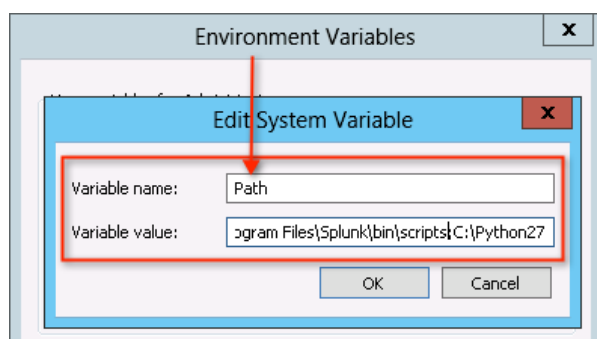 Environment Variables
x
Edit System Variable
x
Variable name:
Path
Variable value:
ogram Files\Splunk\bin\scripts;C:\Python27
OK
Cancel